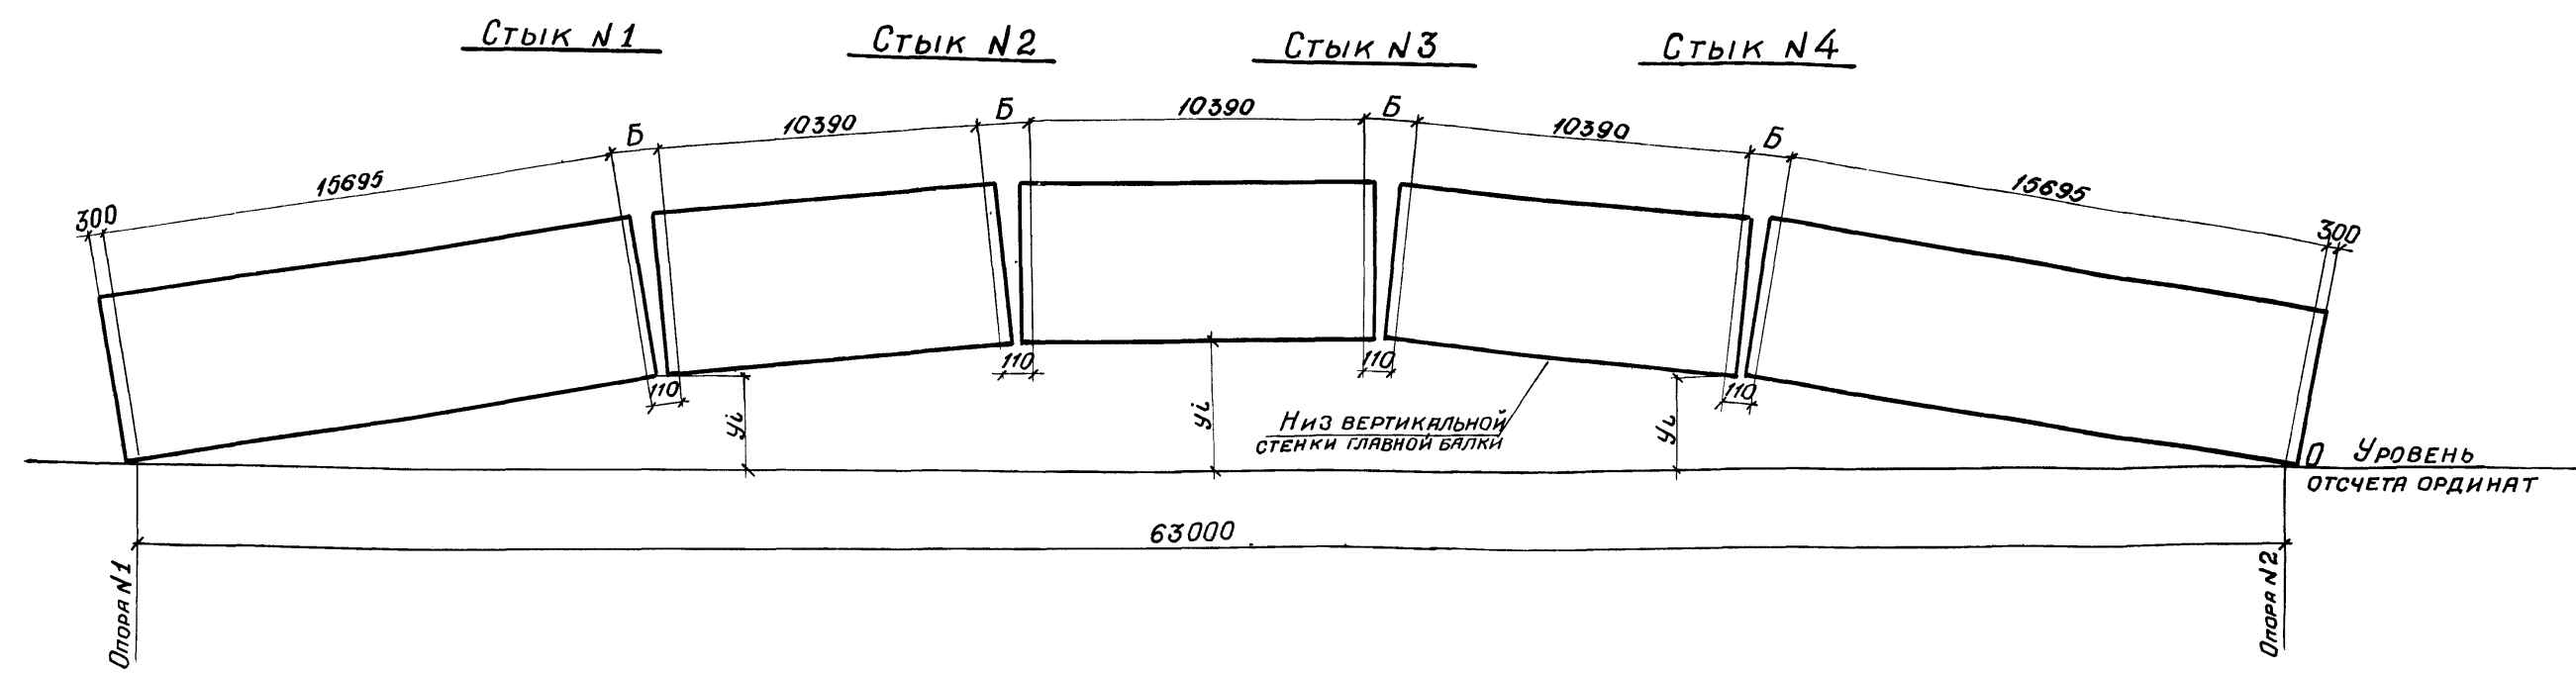 Стык N1
Стык N2
Стык N3
Стык N4
300
15695
Б
10390
Б
10390
Б
10390
Б
15695
300
110
110
110
110
yi
yi
yi
Низ вертикальной
стенки главной балки
0 Уровень
отсчета ординат
63000
Опора N1
Опора N2